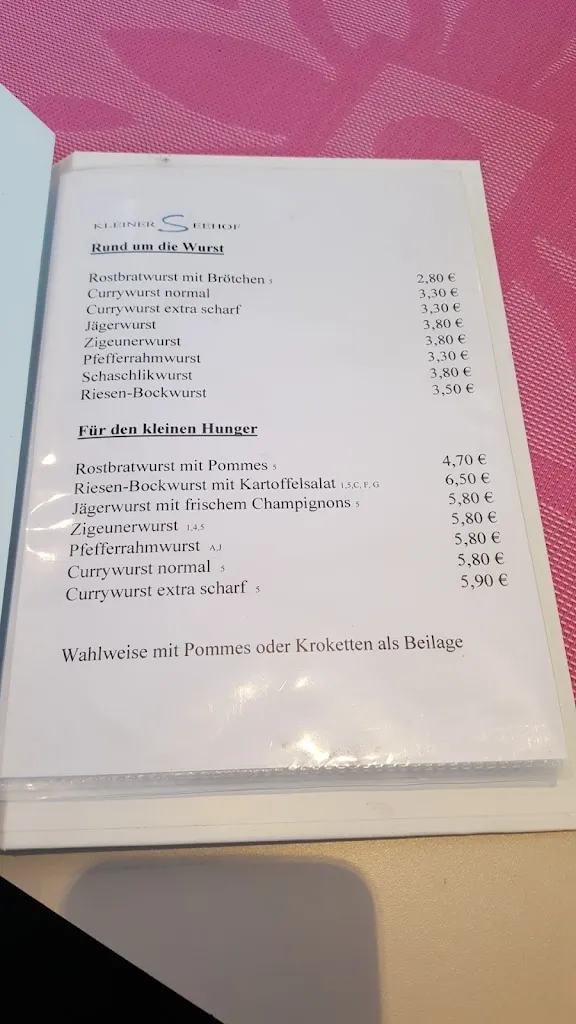 KLEINER SEEHOF
Rund um die Wurst
Rostbratwurst mit Brötchen 5 2,80 €
Currywurst normal 3,30 €
Currywurst extra scharf 3,30 €
Jägerwurst 3,80 €
Zigeunerwurst 3,80 €
Pfefferrahmwurst 3,30 €
Schaschlikwurst 3,80 €
Riesen-Bockwurst 3,50 €
Für den kleinen Hunger
Rostbratwurst mit Pommes 5 4,70 €
Riesen-Bockwurst mit Kartoffelsalat 1,5,C, F, G 6,50 €
Jägerwurst mit frischem Champignons 5 5,80 €
Zigeunerwurst 1,4,5 5,80 €
Pfefferrahmwurst A,J 5,80 €
Currywurst normal 5 5,80 €
Currywurst extra scharf 5 5,90 €
Wahlweise mit Pommes oder Kroketten als Beilage